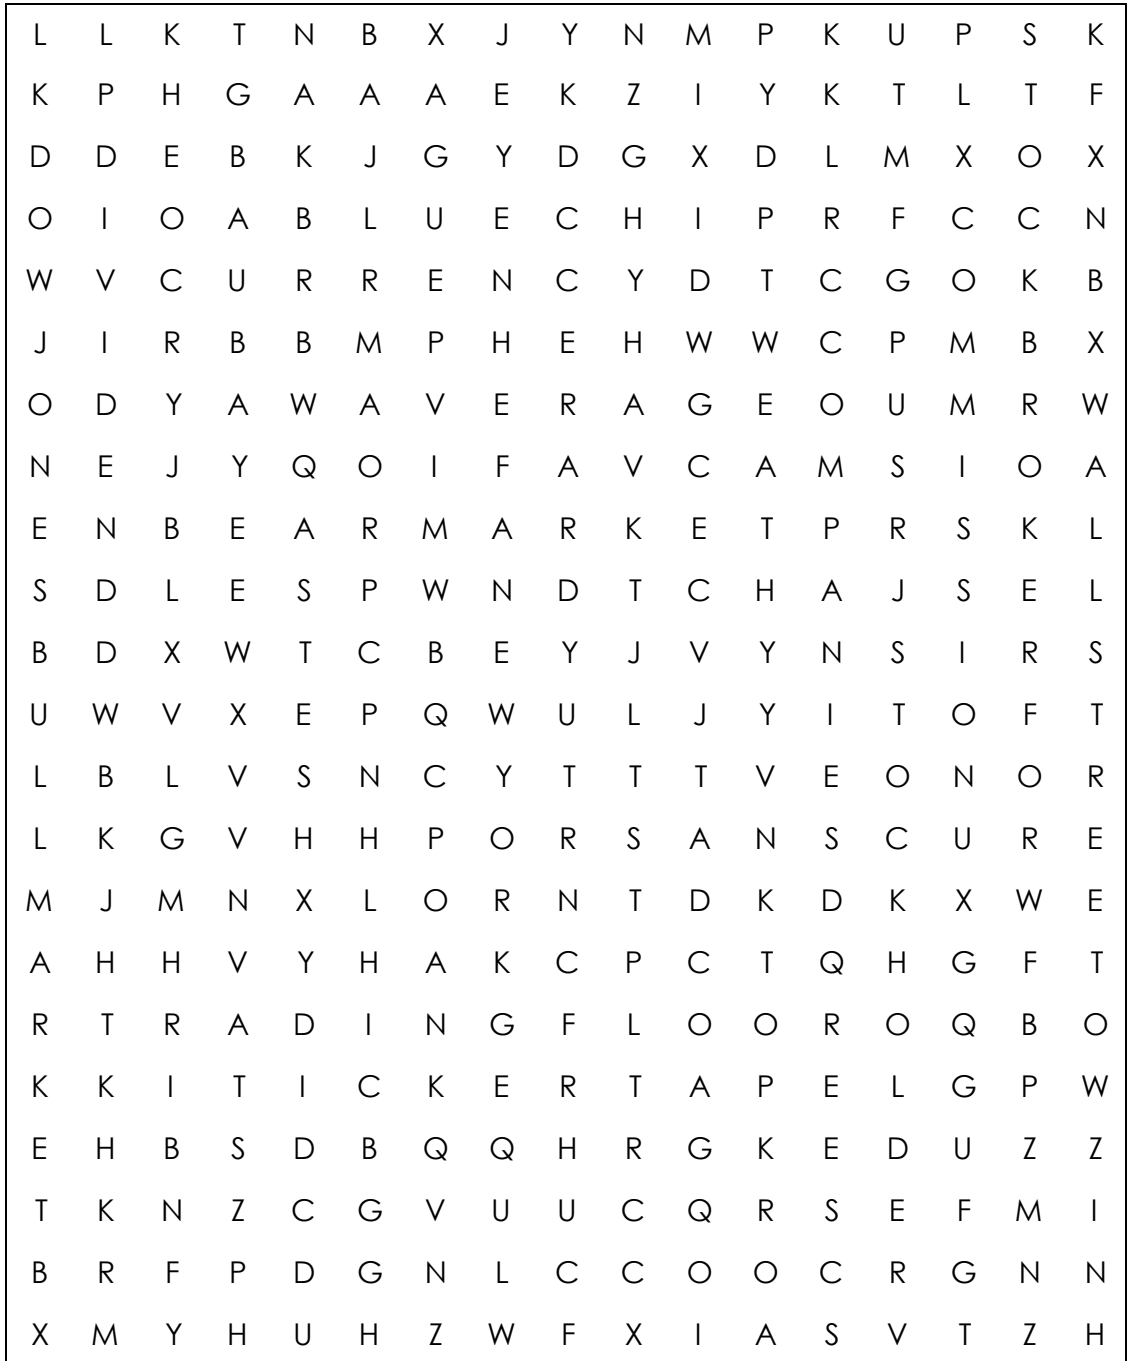 L L K T N B X J Y N M P K U P S K
K P H G A A A E K Z I Y K T L T F
D D E B K J G Y D G X D L M X O X
O I O A B L U E C H I P R F C C N
W V C U R R E N C Y D T C G O K B
J I R B B M P H E H W W C P M B X
O D Y A W A V E R A G E O U M R W
N E J Y Q O I F A V C A M S I O A
E N B E A R M A R K E T P R S K L
S D L E S P W N D T C H A J S E L
B D X W T C B E Y J V Y N S I R S
U W V X E P Q W U L J Y I T O F T
L B L V S N C Y T T T V E O N O R
L K G V H H P O R S A N S C U R E
M J M N X L O R N T D K D K X W E
A H H V Y H A K C P C T Q H G F T
R T R A D I N G F L O O R O Q B O
K K I T I C K E R T A P E L G P W
E H B S D B Q Q H R G K E D U Z Z
T K N Z C G V U U C Q R S E F M I
B R F P D G N L C C O O C R G N N
X M Y H U H Z W F X I A S V T Z H